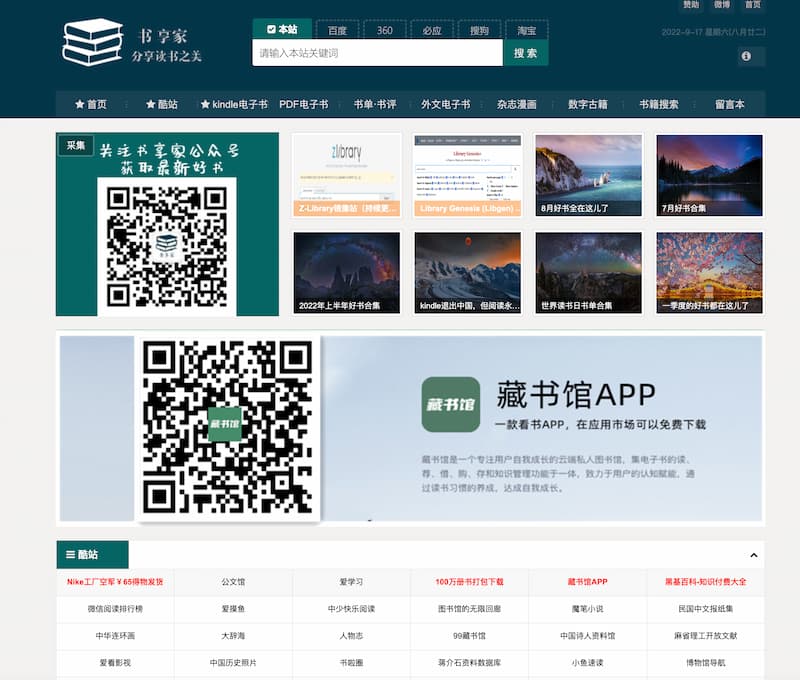 赞助 微博 首页
书享家
分享读书之美
本站 百度 360 必应 搜狗 淘宝
2022-9-17 星期六[八月廿二]
请输入本站关键词 搜 索
首页 酷站 kindle电子书 PDF电子书 书单·书评 外文电子书 杂志漫画 数字古籍 书籍搜索 留言本
采集
关注书享家公众号
获取最新好书
zlibrary
Library Genesis
Z-Library镜像站（持续更... Library Genesis (Libgen) ... 8月好书全在这儿了 7月好书合集
2022年上半年好书合集 kindle退出中国，但阅读永... 世界读书日书单合集 一季度的好书都在这儿了
藏书馆
藏书馆 藏书馆APP
一款看书APP，在应用市场可以免费下载
藏书馆是一个专注用户自我成长的云端私人图书馆，集电子书的读、
荐、借、购、存和知识管理功能于一体，致力于用户的认知赋能，通
过读书习惯的养成，达成自我成长。
酷站
Nike工厂空军￥65得物发货 公文馆 爱学习 100万册书打包下载 藏书馆APP 黑基百科-知识付费大全
微信阅读排行榜 爱摸鱼 中少快乐阅读 图书馆的无限回廊 魔笔小说 民国中文报纸集
中华连环画 大辞海 人物志 99藏书馆 中国诗人资料馆 麻省理工开放文献
爱看影视 中国历史照片 书啦圈 蒋介石资料数据库 小鱼速读 博物馆导航